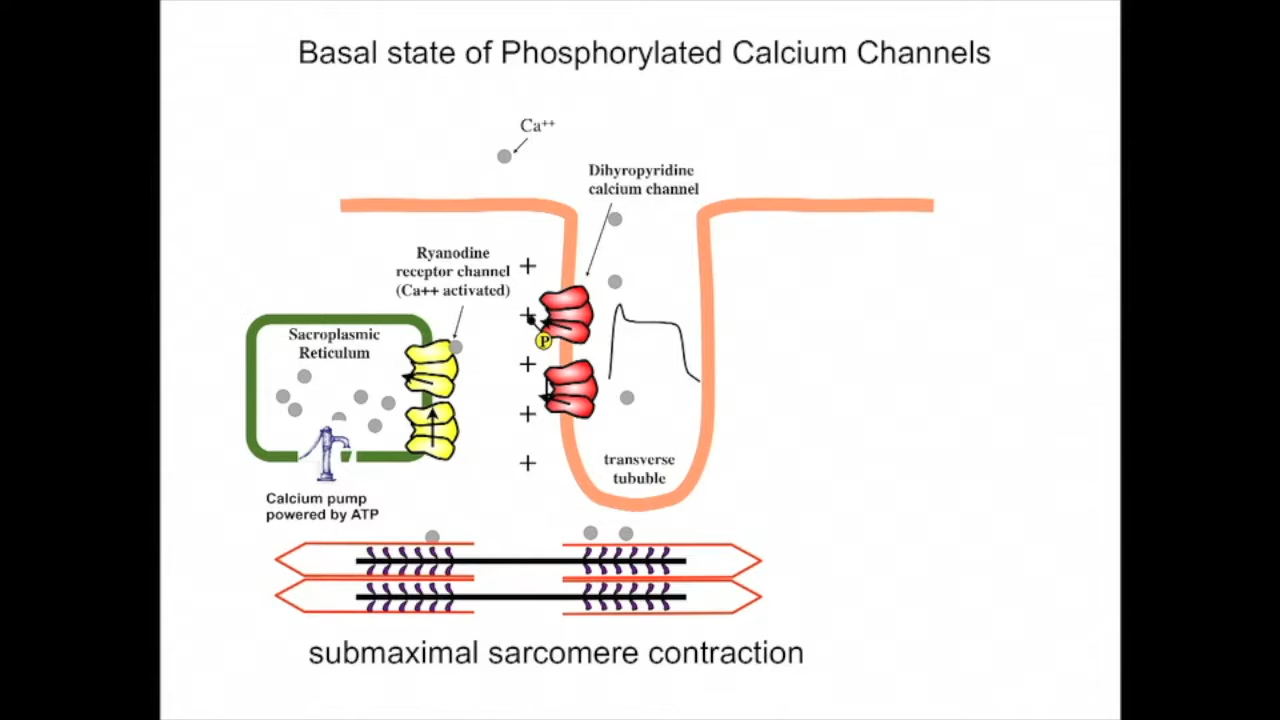 Basal state of Phosphorylated Calcium Channels
Ca++
Dihyropyridine
calcium channel
Ryanodine
receptor channel
(Ca++ activated)
+
+
+
+
+
P
Sacroplasmic
Reticulum
transverse
tububle
Calcium pump
powered by ATP
submaximal sarcomere contraction